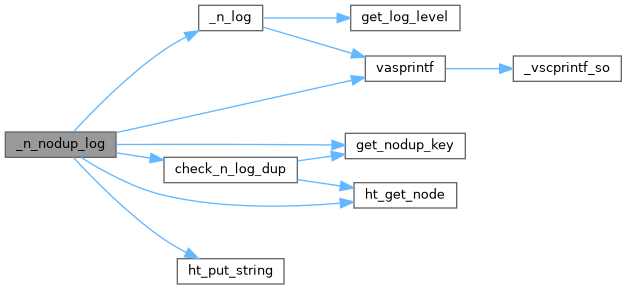 _n_log
get_log_level
vasprintf
_vscprintf_so
_n_nodup_log
get_nodup_key
check_n_log_dup
ht_get_node
ht_put_string